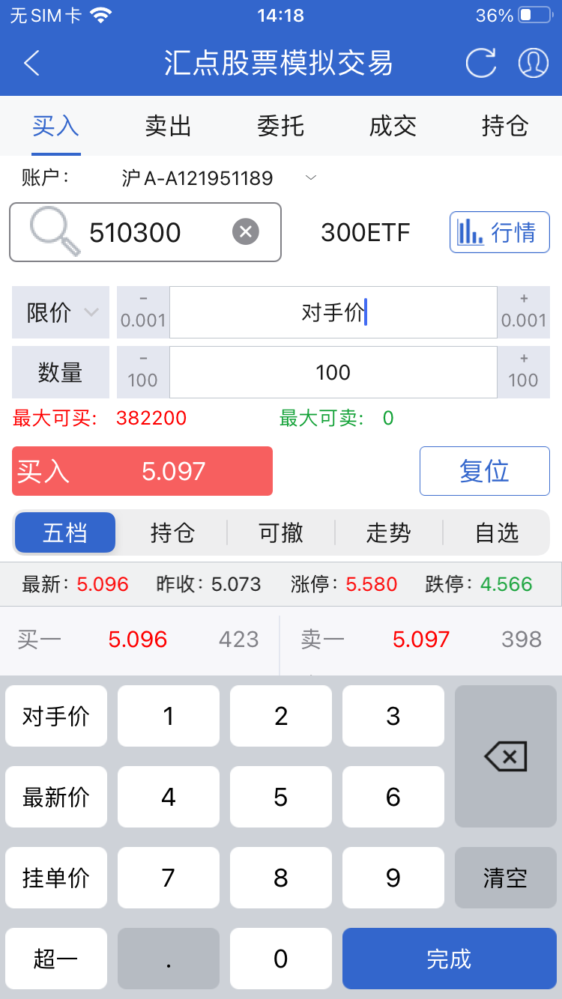 无SIM卡 14:18 36%
汇点股票模拟交易
买入 卖出 委托 成交 持仓
账户: 沪A-A121951189
510300 300ETF 行情
限价 - 0.001 对手价 + 0.001
数量 - 100 100 + 100
最大可买: 382200 最大可卖: 0
买入 5.097 复位
五档 持仓 可撤 走势 自选
最新: 5.096 昨收: 5.073 涨停: 5.580 跌停: 4.566
买一 5.096 423 卖一 5.097 398
对手价 1 2 3
最新价 4 5 6
挂单价 7 8 9 清空
超一 . 0 完成